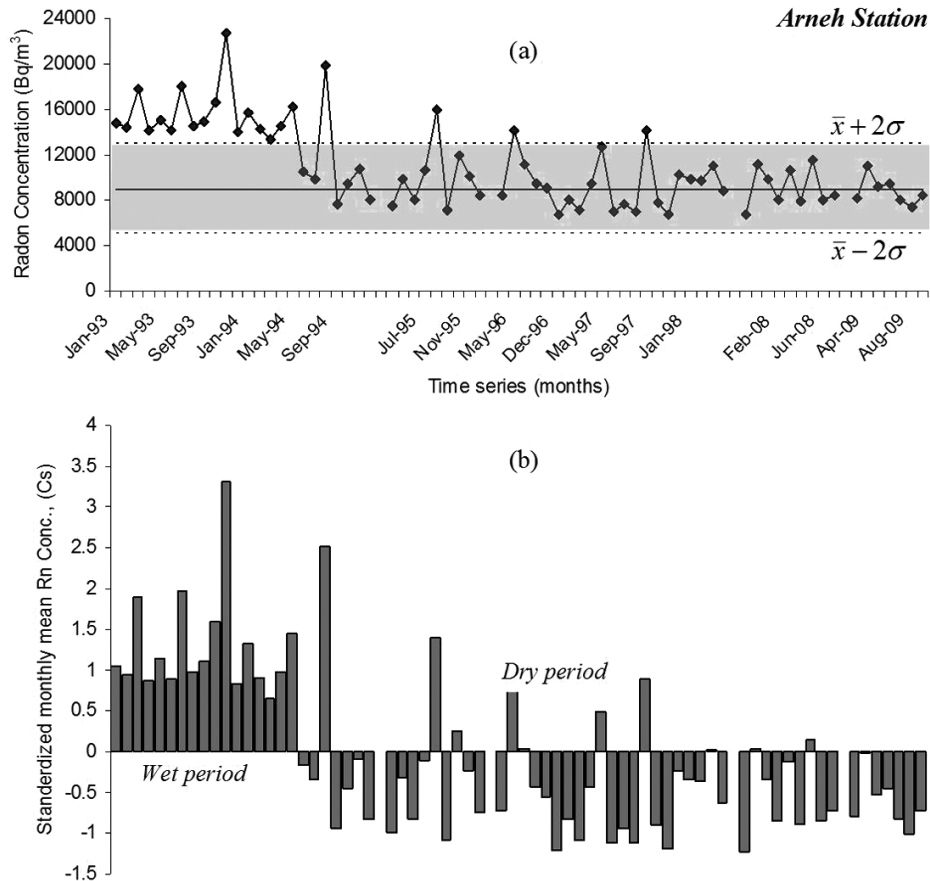 Arneh Station
(a)
Radon Concentration (Bq/m³)
24000
20000
16000
12000
8000
4000
0
x̅ + 2σ
x̅ − 2σ
Jan-93
May-93
Sep-93
Jan-94
May-94
Sep-94
Jul-95
Nov-95
May-96
Dec-96
May-97
Sep-97
Jan-98
Feb-08
Jun-08
Apr-09
Aug-09
Time series (months)
(b)
Standerdized monthly mean Rn Conc., (Cs)
4
3.5
3
2.5
2
1.5
1
0.5
0
-0.5
-1
-1.5
Dry period
Wet period